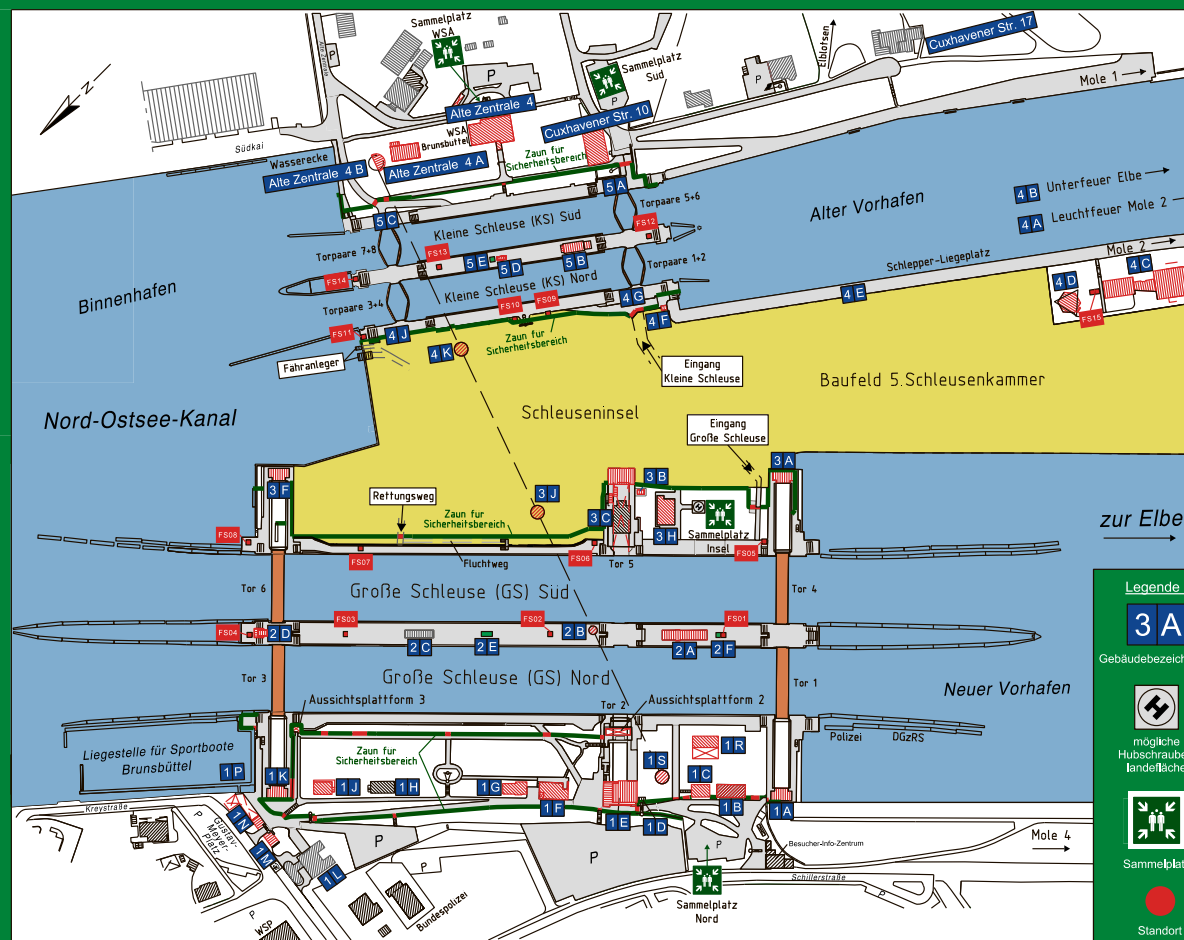 Sammelplatz
WSA
Alte Zentrale
P
Sammelplatz
Süd
P
Elblotsen
P
Cuxhavener Str. 17
Mole 1
N
Südkai
Wasserecke
Alte Zentrale 4
WSA
Brunsbüttel
Cuxhavener Str. 10
Alte Zentrale 4 B
Alte Zentrale 4 A
Zaun für
Sicherheitsbereich
5 A
5 C
Torpaare 5+6
FS12
Kleine Schleuse (KS) Süd
Torpaare 7+8
FS13
5 E
5 D
5 B
Torpaare 1+2
FS14
Kleine Schleuse (KS) Nord
Torpaare 3+4
FS10
FS09
4 G
4 F
FS11
4 J
Zaun für
Sicherheitsbereich
4 K
Fähranleger
Eingang
Kleine Schleuse
Binnenhafen
Alter Vorhafen
4 B
Unterfeuer Elbe
4 A
Leuchtfeuer Mole 2
Mole 2
Schlepper-Liegeplatz
4 E
4 D
4 C
FS15
Nord-Ostsee-Kanal
Schleuseninsel
Baufeld 5.Schleusenkammer
Eingang
Große Schleuse
3 A
3 F
3 B
Rettungsweg
3 J
Zaun für
Sicherheitsbereich
3 C
3 H
Sammelplatz
Insel
FS08
FS07
Fluchtweg
FS06
Tor 5
FS05
zur Elbe
Tor 6
Große Schleuse (GS) Süd
Tor 4
FS04
2 D
FS03
2 C
2 E
FS02
2 B
2 A
FS01
2 F
Tor 3
Große Schleuse (GS) Nord
Tor 1
Neuer Vorhafen
Aussichtsplattform 3
Tor 2
Aussichtsplattform 2
Polizei
DGzRS
Liegestelle für Sportboote
Brunsbüttel
Zaun für
Sicherheitsbereich
1 P
1 K
1 J
1 H
1 G
1 F
1 E
1 D
1 S
1 C
1 R
1 B
1 A
Kreystraße
P
Gustav-
Meyer-
Platz
1 N
1 M
1 L
P
P
P
P
Besucher-Info-Zentrum
Mole 4
Schillerstraße
P
Sammelplatz
Nord
P
WSP
Bundespolizei
Legende
3 A
Gebäudebezeich
H
mögliche
Hubschraube
landefläche
Sammelplat
Standort